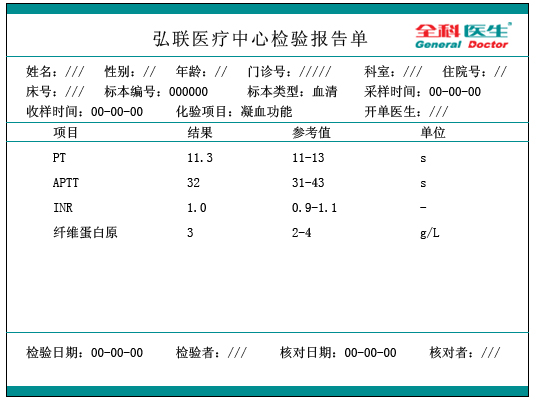 弘联医疗中心检验报告单
全科医生®
General Doctor
姓名：/// 性别：// 年龄：// 门诊号：///// 科室：/// 住院号：//
床号：/// 标本编号：000000 标本类型：血清 采样时间：00-00-00
收样时间：00-00-00 化验项目：凝血功能 开单医生：///
项目 结果 参考值 单位
PT 11.3 11-13 s
APTT 32 31-43 s
INR 1.0 0.9-1.1 -
纤维蛋白原 3 2-4 g/L
检验日期：00-00-00 检验者：/// 核对日期：00-00-00 核对者：///